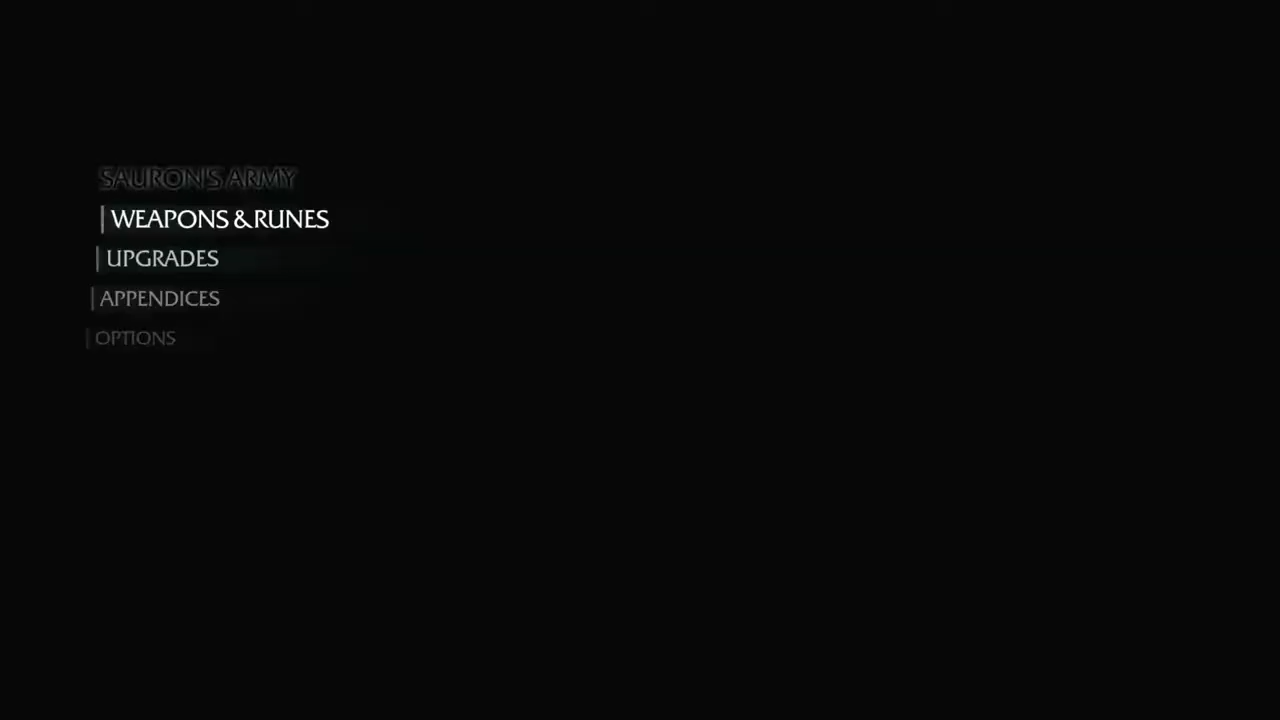 SAURON'S ARMY
WEAPONS & RUNES
UPGRADES
APPENDICES
OPTIONS